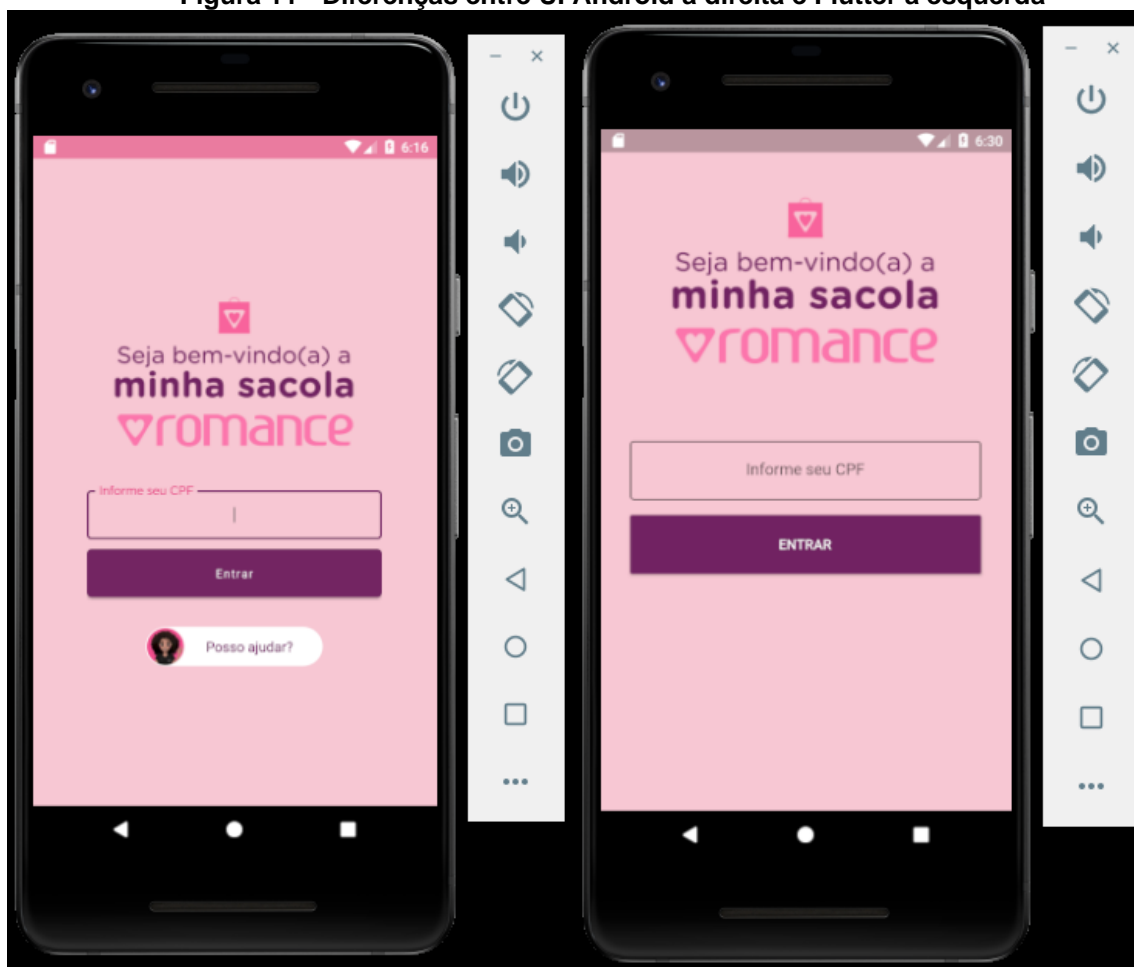 Figura - Diferenças entre UI Android à direita e Flutter à esquerda
6:16
Seja bem-vindo(a) a
minha sacola
romance
Informe seu CPF
Entrar
Posso ajudar?
6:30
Seja bem-vindo(a) a
minha sacola
romance
Informe seu CPF
ENTRAR